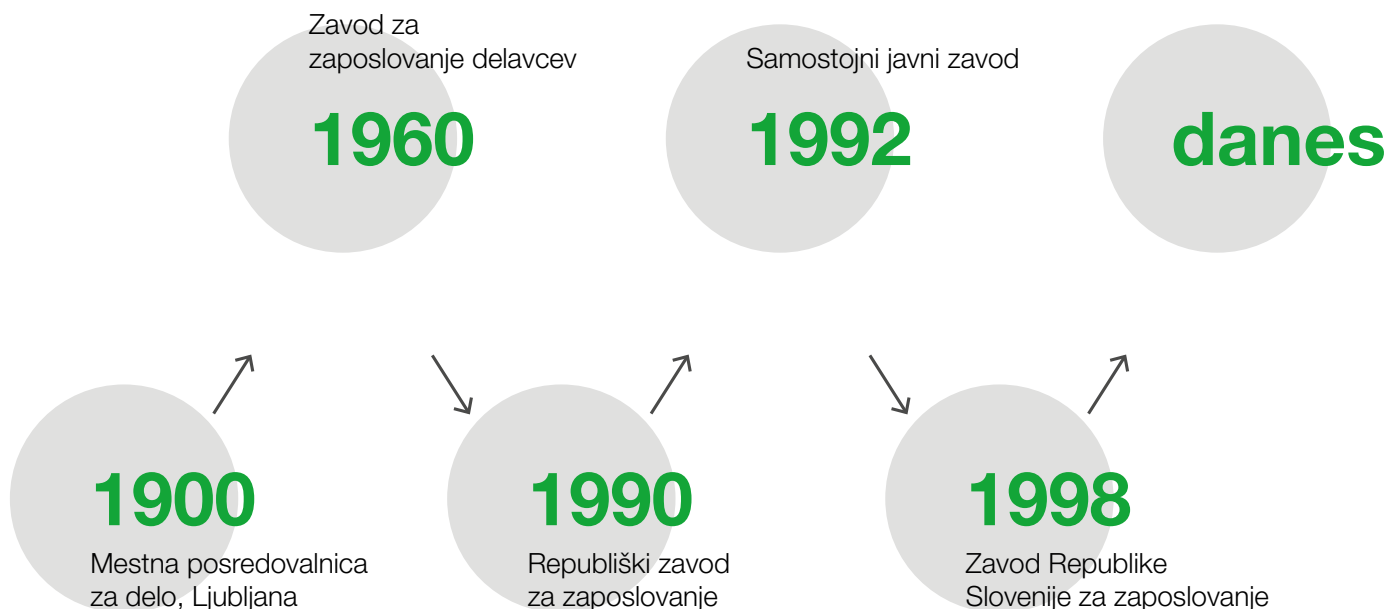 Zavod za
zaposlovanje delavcev
1960
Samostojni javni zavod
1992
danes
1900
Mestna posredovalnica
za delo, Ljubljana
1990
Republiški zavod
za zaposlovanje
1998
Zavod Republike
Slovenije za zaposlovanje